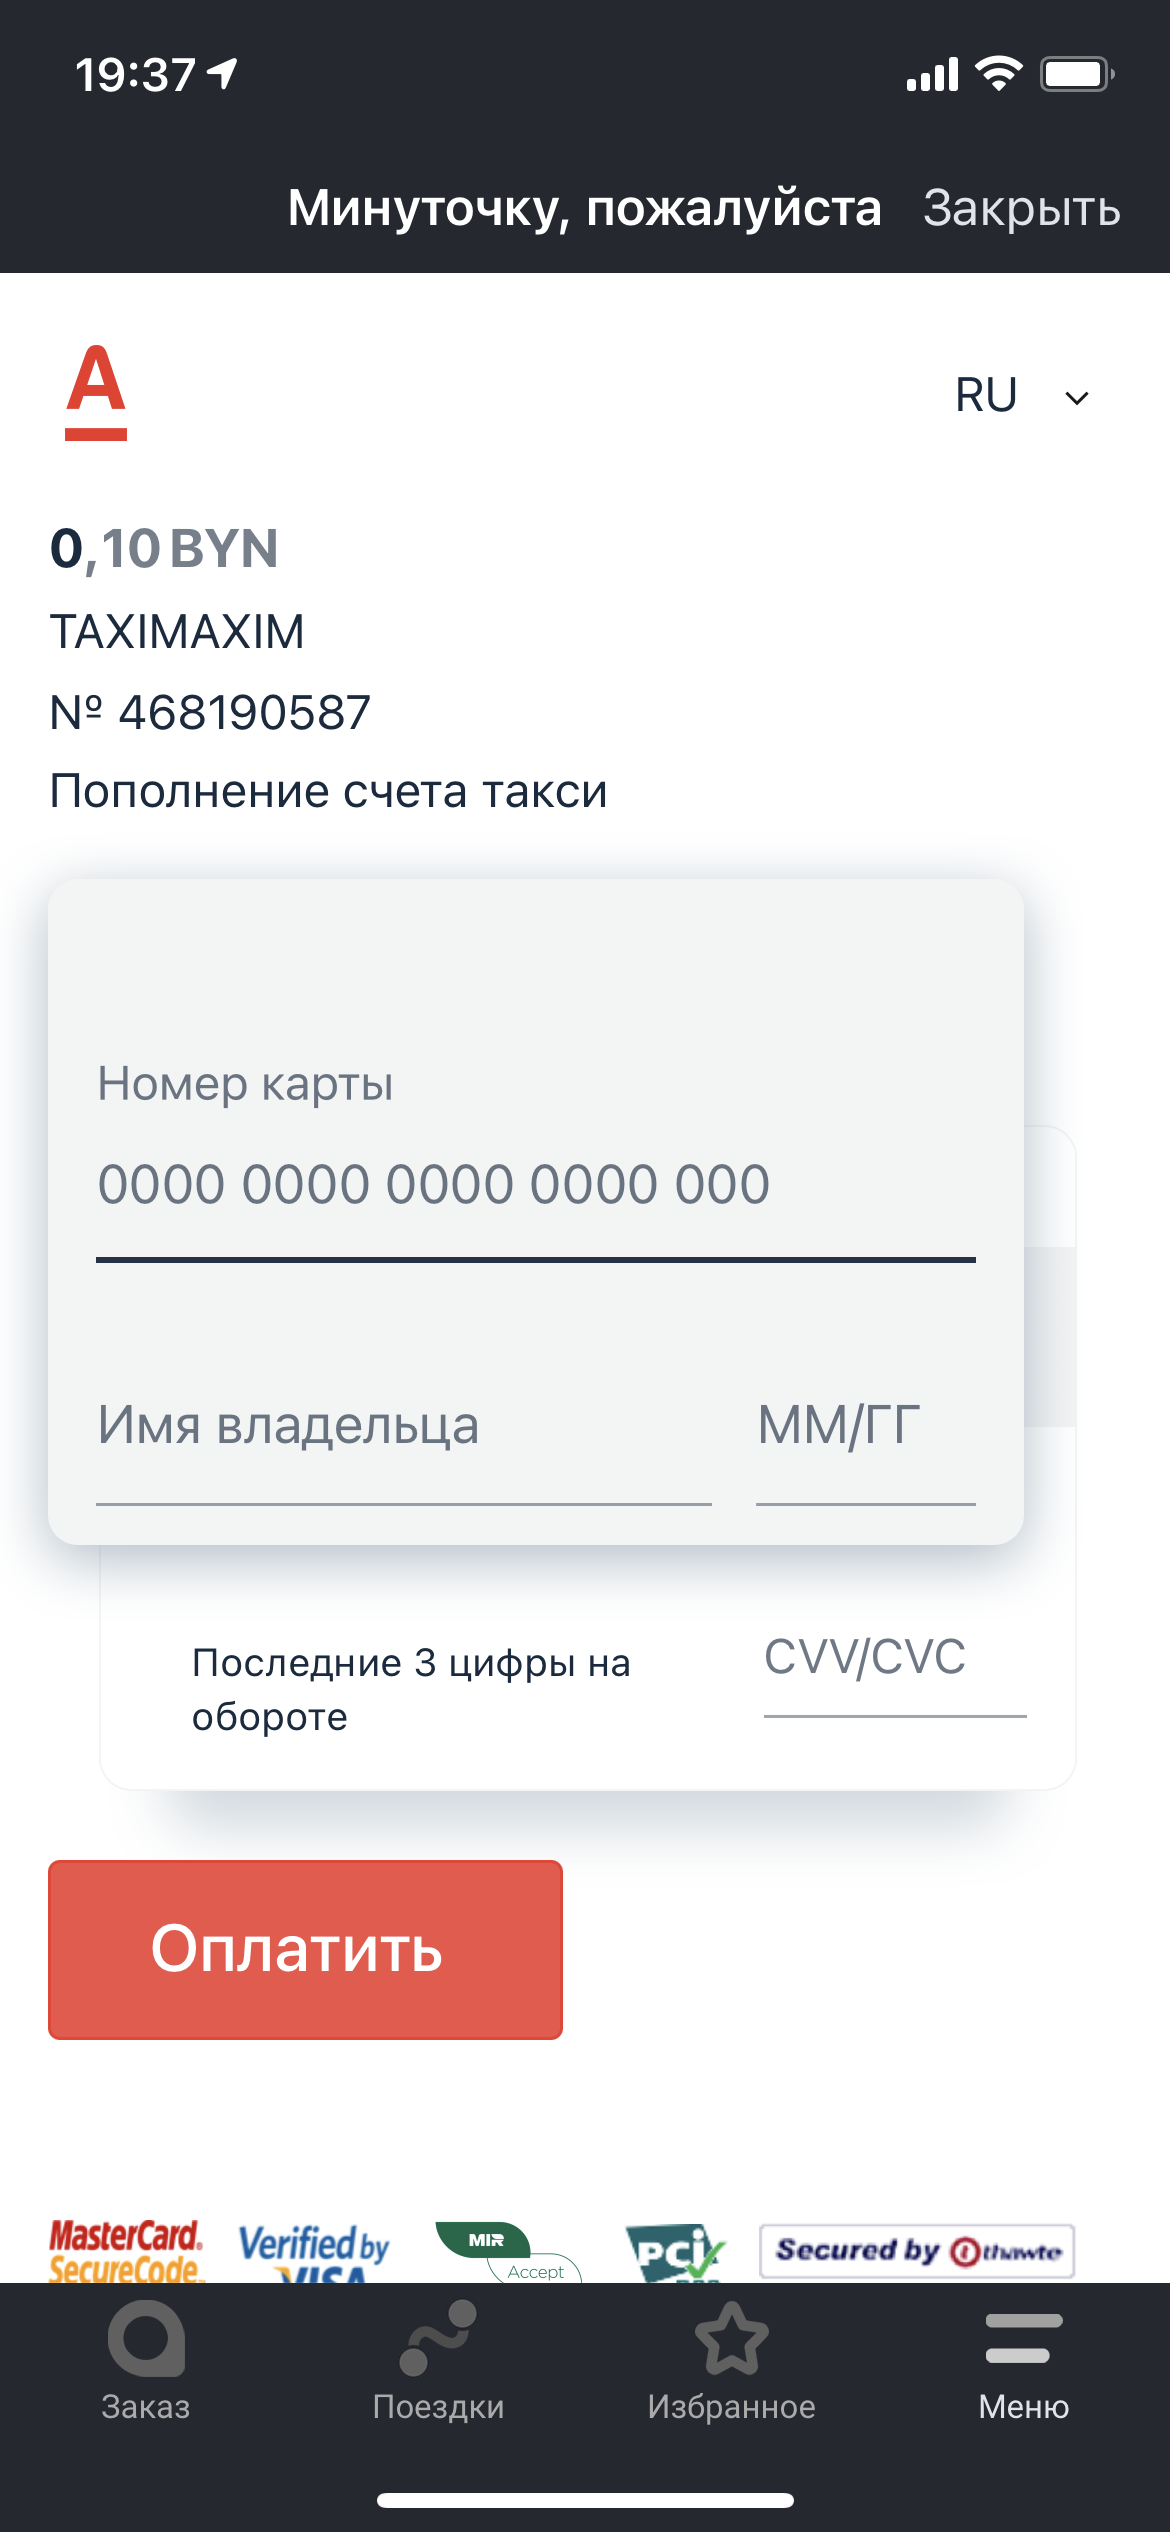 19:37
Минуточку, пожалуйста Закрыть
А
RU
0,10 BYN
TAXIMAXIM
№ 468190587
Пополнение счета такси
Номер карты
0000 0000 0000 0000 000
Имя владельца ММ/ГГ
Последние 3 цифры на
обороте
CVV/CVC
Оплатить
MasterCard.
SecureCode.
Verified by
VISA
MIR
Accept
PCI
DSS
Secured by thawte
Заказ Поездки Избранное Меню